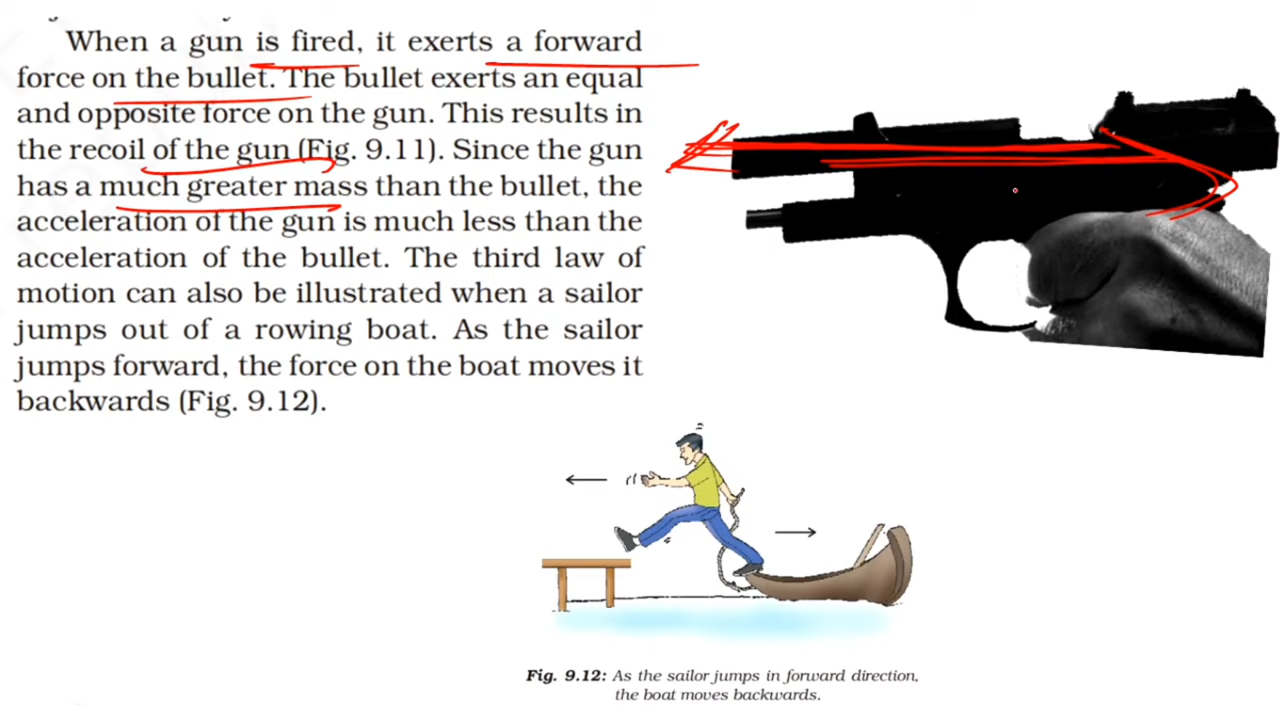 When a gun is fired, it exerts a forward
force on the bullet. The bullet exerts an equal
and opposite force on the gun. This results in
the recoil of the gun (Fig. 9.11). Since the gun
has a much greater mass than the bullet, the
acceleration of the gun is much less than the
acceleration of the bullet. The third law of
motion can also be illustrated when a sailor
jumps out of a rowing boat. As the sailor
jumps forward, the force on the boat moves it
backwards (Fig. 9.12).
Fig. 9.12: As the sailor jumps in forward direction,
the boat moves backwards.